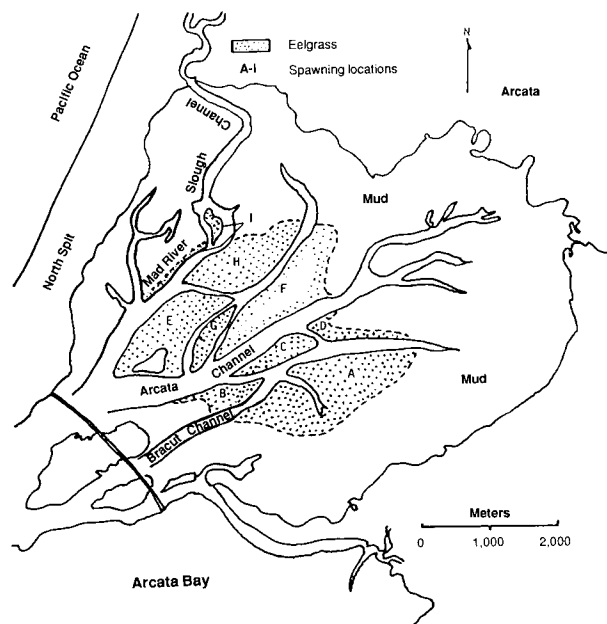 Eelgrass
A-I Spawning locations
N
Arcata
Pacific Ocean
North Spit
Channel
Slough
Mad River
Mud
I
H
F
E
G
D
C
Channel
Arcata
A
B
Mud
Bracut Channel
Meters
0 1,000 2,000
Arcata Bay